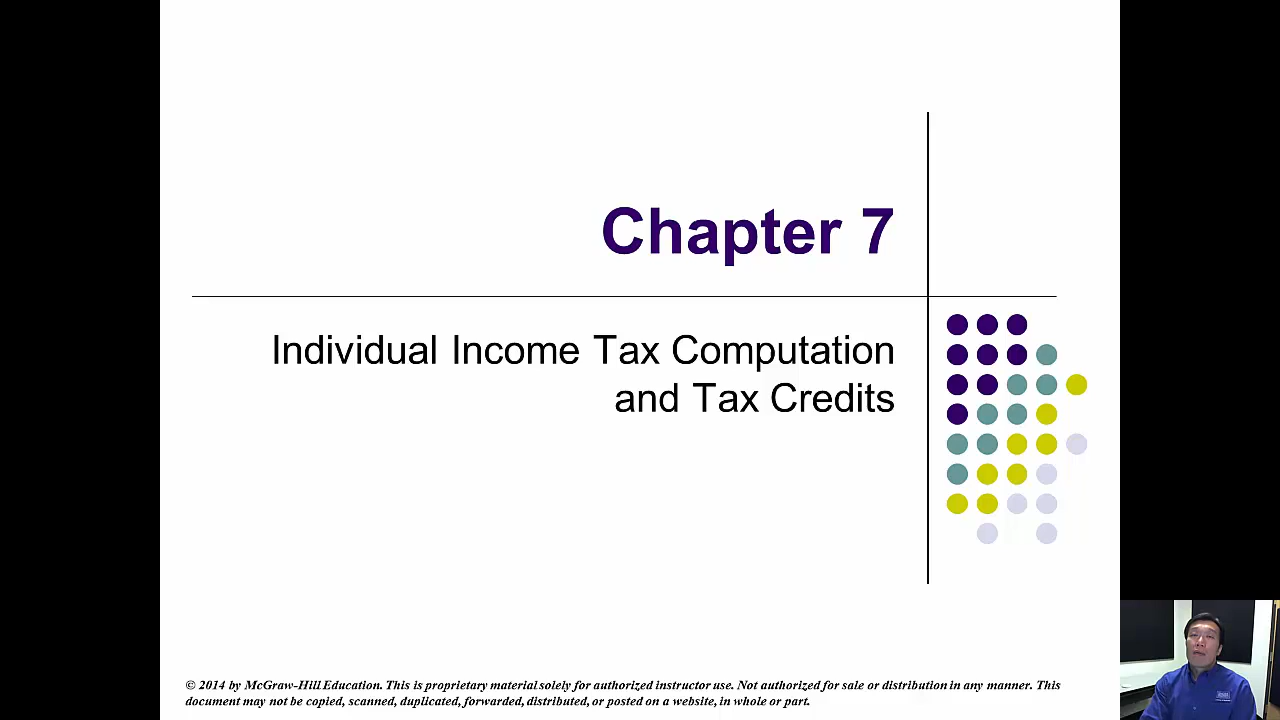 Chapter 7
Individual Income Tax Computation
and Tax Credits
© 2014 by McGraw-Hill Education. This is proprietary material solely for authorized instructor use. Not authorized for sale or distribution in any manner. This
document may not be copied, scanned, duplicated, forwarded, distributed, or posted on a website, in whole or part.